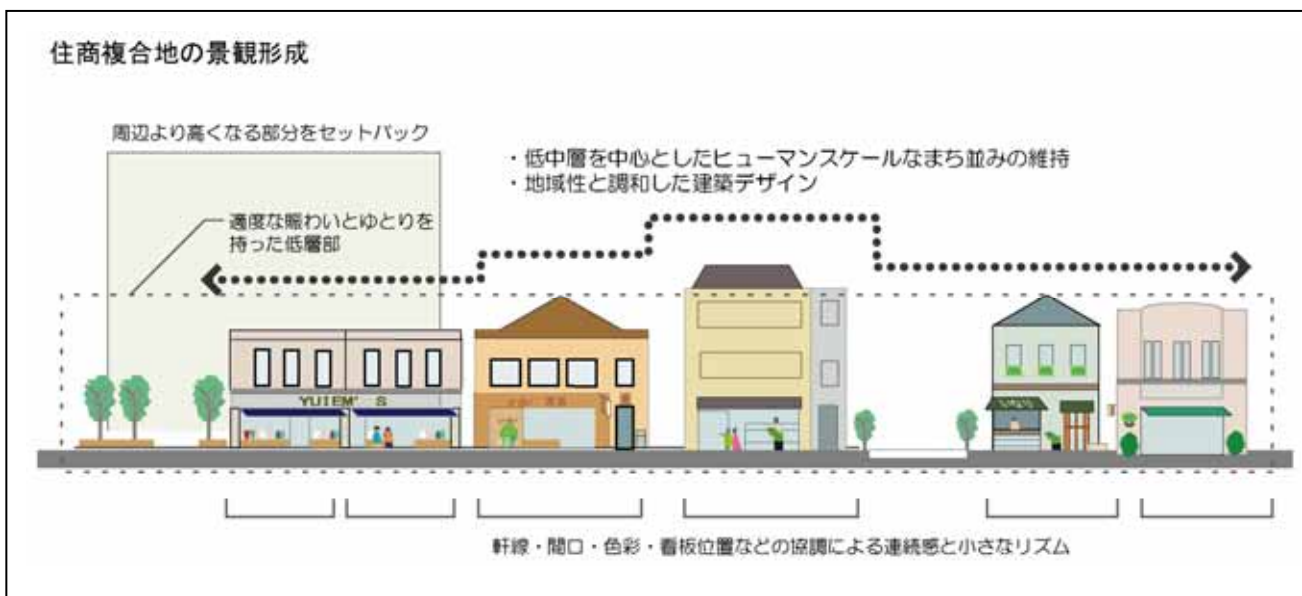 住商複合地の景観形成
周辺より高くなる部分をセットバック
・低中層を中心としたヒューマンスケールなまち並みの維持
・地域性と調和した建築デザイン
適度な賑わいとゆとりを
持った低層部
YUIEM'S
軒線・間口・色彩・看板位置などの協調による連続感と小さなリズム